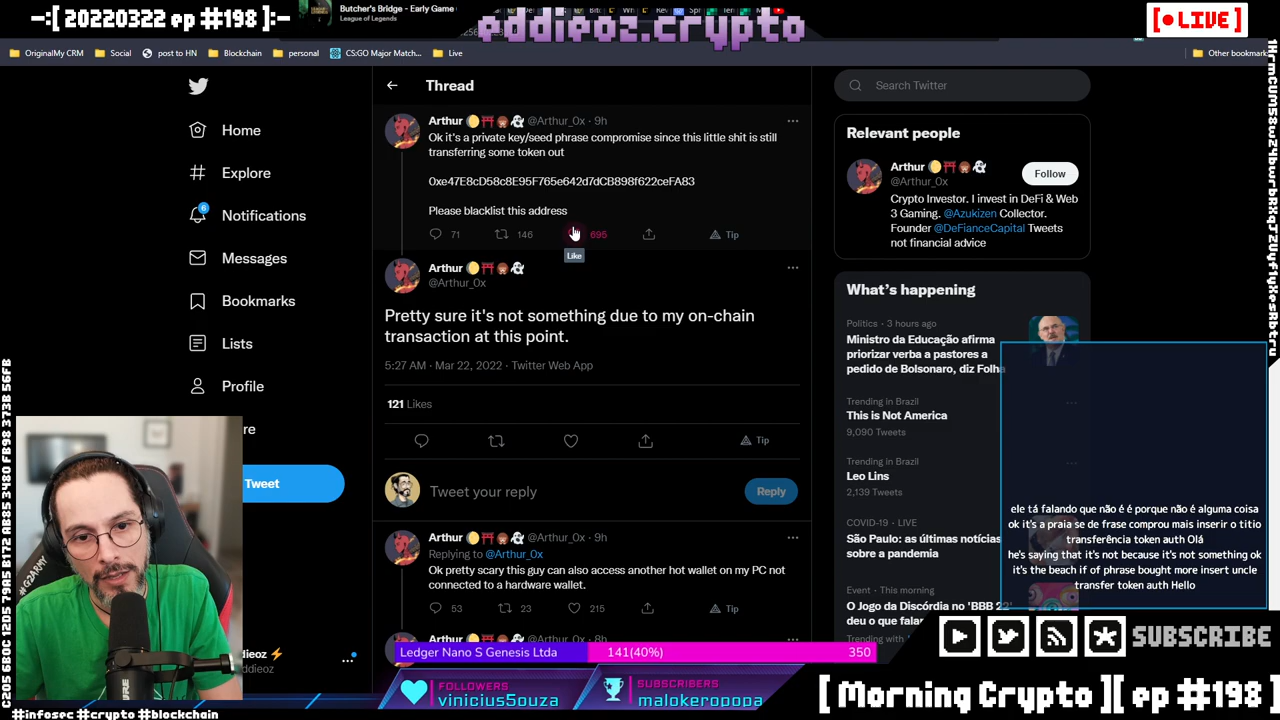 -:[ 20220322 ep #198 ]:-
Butcher's Bridge - Early Game
League of Legends
eddieoz.crypto
[• LIVE]
OriginalMy CRM
Social
post to HN
Blockchain
personal
CS:GO Major Match...
Live
Other bookmark
Home
Explore
6
Notifications
Messages
Bookmarks
Lists
Profile
Tweet
Thread
Arthur @Arthur_0x · 9h
Ok it's a private key/seed phrase compromise since this little shit is still
transferring some token out
0xe47E8cD58c8E95F765e642d7dCB898f622ceFA83
Please blacklist this address
71 146 695 Tip
Like
Arthur
@Arthur_0x
Pretty sure it's not something due to my on-chain
transaction at this point.
5:27 AM · Mar 22, 2022 · Twitter Web App
121 Likes
Tip
Tweet your reply
Reply
Arthur @Arthur_0x · 9h
Replying to @Arthur_0x
Ok pretty scary this guy can also access another hot wallet on my PC not
connected to a hardware wallet.
53 23 215 Tip
Arthur @Arthur_0x · 8h
Search Twitter
Relevant people
Arthur
@Arthur_0x
Follow
Crypto Investor. I invest in DeFi & Web
3 Gaming. @Azukizen Collector.
Founder @DeFianceCapital Tweets
not financial advice
What's happening
Politics · 3 hours ago
Ministro da Educação afirma
priorizar verba a pastores a
pedido de Bolsonaro, diz Folha
Trending in Brazil
This is Not America
9,090 Tweets
Trending in Brazil
Leo Lins
2,139 Tweets
COVID-19 · LIVE
São Paulo: as últimas notícias
sobre a pandemia
Event · This morning
O Jogo da Discórdia no 'BBB 22'
deu o que falar
Trending with
ele tá falando que não é é porque não é alguma coisa
ok it's a praia se de frase comprou mais inserir o titio
transferência token auth Olá
he's saying that it's not because it's not something ok
it's the beach if of phrase bought more insert uncle
transfer token auth Hello
SUBSCRIBE
Ledger Nano S Genesis Ltda
141(40%)
350
FOLLOWERS
vinicius5ouza
SUBSCRIBERS
malokeropopa
[ Morning Crypto ][ ep #198 ]
#infosec #crypto #blockchain